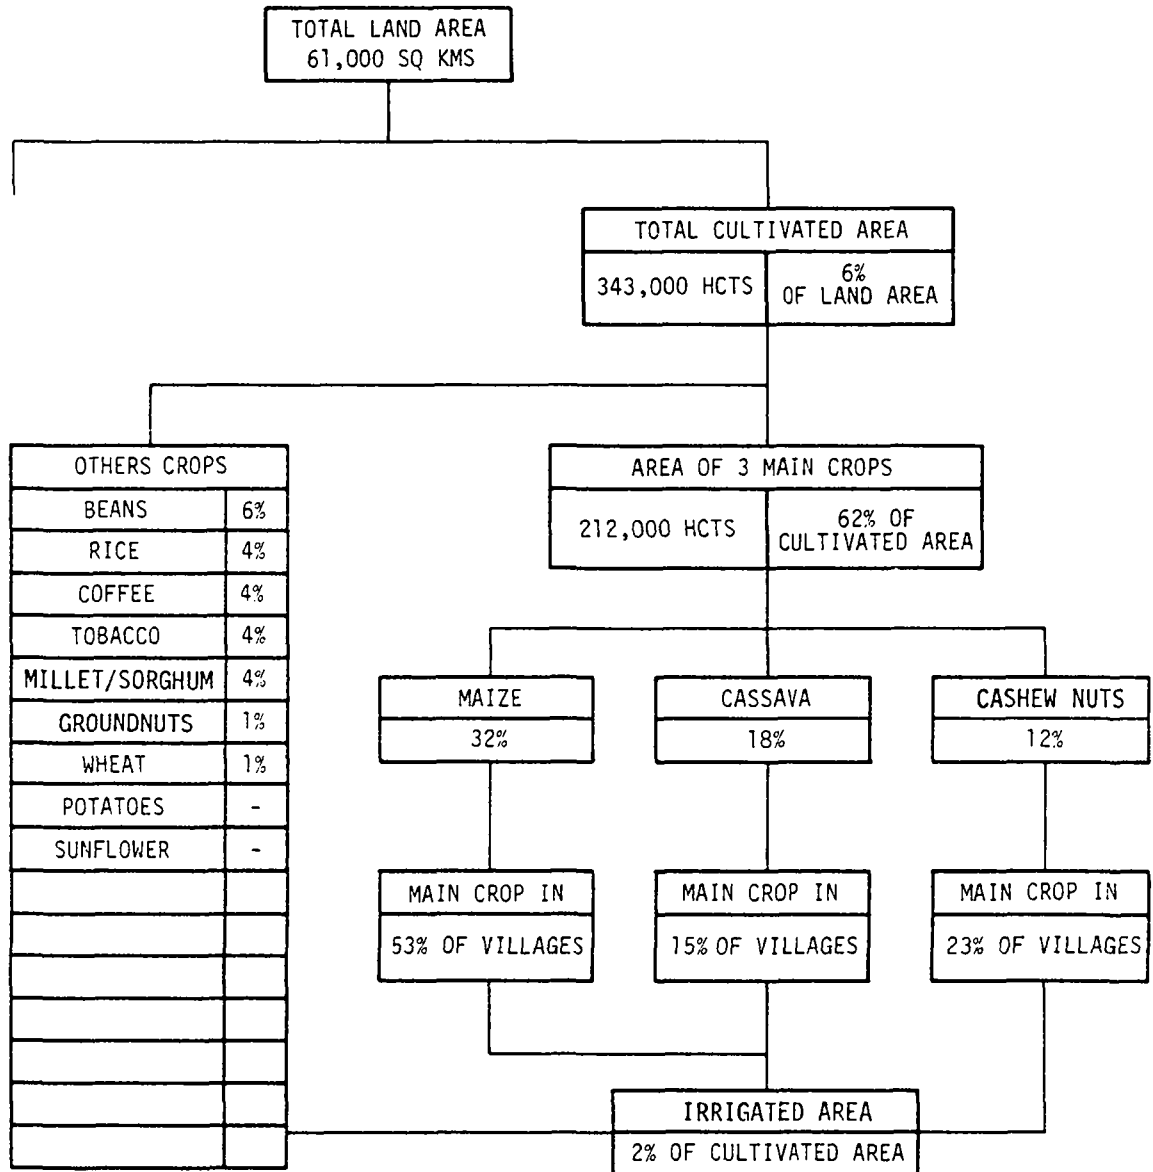 TOTAL LAND AREA
61,000 SQ KMS
TOTAL CULTIVATED AREA
343,000 HCTS
6%
OF LAND AREA
OTHERS CROPS
BEANS 6%
RICE 4%
COFFEE 4%
TOBACCO 4%
MILLET/SORGHUM 4%
GROUNDNUTS 1%
WHEAT 1%
POTATOES -
SUNFLOWER -
AREA OF 3 MAIN CROPS
212,000 HCTS
62% OF
CULTIVATED AREA
MAIZE
32%
CASSAVA
18%
CASHEW NUTS
12%
MAIN CROP IN
53% OF VILLAGES
MAIN CROP IN
15% OF VILLAGES
MAIN CROP IN
23% OF VILLAGES
IRRIGATED AREA
2% OF CULTIVATED AREA